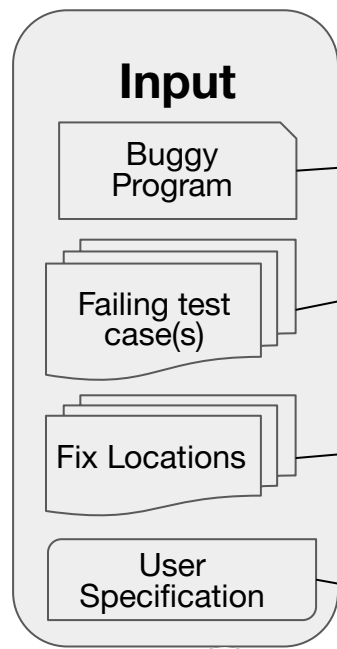 Input
Buggy
Program
Failing test
case(s)
Fix Locations
User
Specification